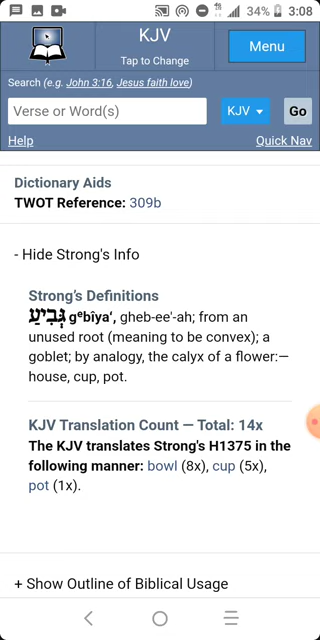 34% 3:08
KJV
Tap to Change
Menu
Search (e.g. John 3:16, Jesus faith love)
Verse or Word(s)
KJV
Go
Help
Quick Nav
Dictionary Aids
TWOT Reference: 309b
- Hide Strong's Info
Strong's Definitions
גְּבִיַע gᵉbîyaʻ, gheb-ee'-ah; from an
unused root (meaning to be convex); a
goblet; by analogy, the calyx of a flower:—
house, cup, pot.
KJV Translation Count — Total: 14x
The KJV translates Strong's H1375 in the
following manner: bowl (8x), cup (5x),
pot (1x).
+ Show Outline of Biblical Usage